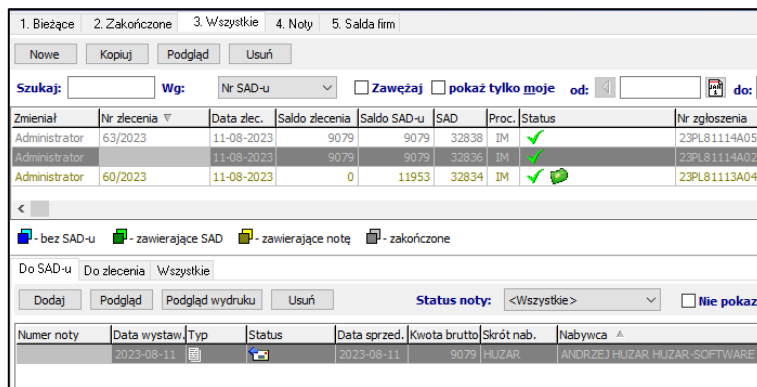 1. Bieżące 2. Zakończone 3. Wszystkie 4. Noty 5. Salda firm
Nowe Kopiuj Podgląd Usuń
Szukaj: Wg: Nr SAD-u Zawężaj pokaż tylko moje od: do:
Zmieniał Nr zlecenia Data zlec. Saldo zlecenia Saldo SAD-u SAD Proc. Status Nr zgłoszenia
Administrator 63/2023 11-08-2023 9079 9079 32838 IM 23PL81114A05
Administrator 11-08-2023 9079 9079 32836 IM 23PL81114A02
Administrator 60/2023 11-08-2023 0 11953 32834 IM 23PL81113A04
- bez SAD-u - zawierające SAD - zawierające notę - zakończone
Do SAD-u Do zlecenia Wszystkie
Dodaj Podgląd Podgląd wydruku Usuń Status noty: <Wszystkie> Nie pokaz
Numer noty Data wystaw. Typ Status Data sprzed. Kwota brutto Skrót nab. Nabywca
2023-08-11 2023-08-11 9079 HUZAR ANDRZEJ HUZAR HUZAR-SOFTWARE